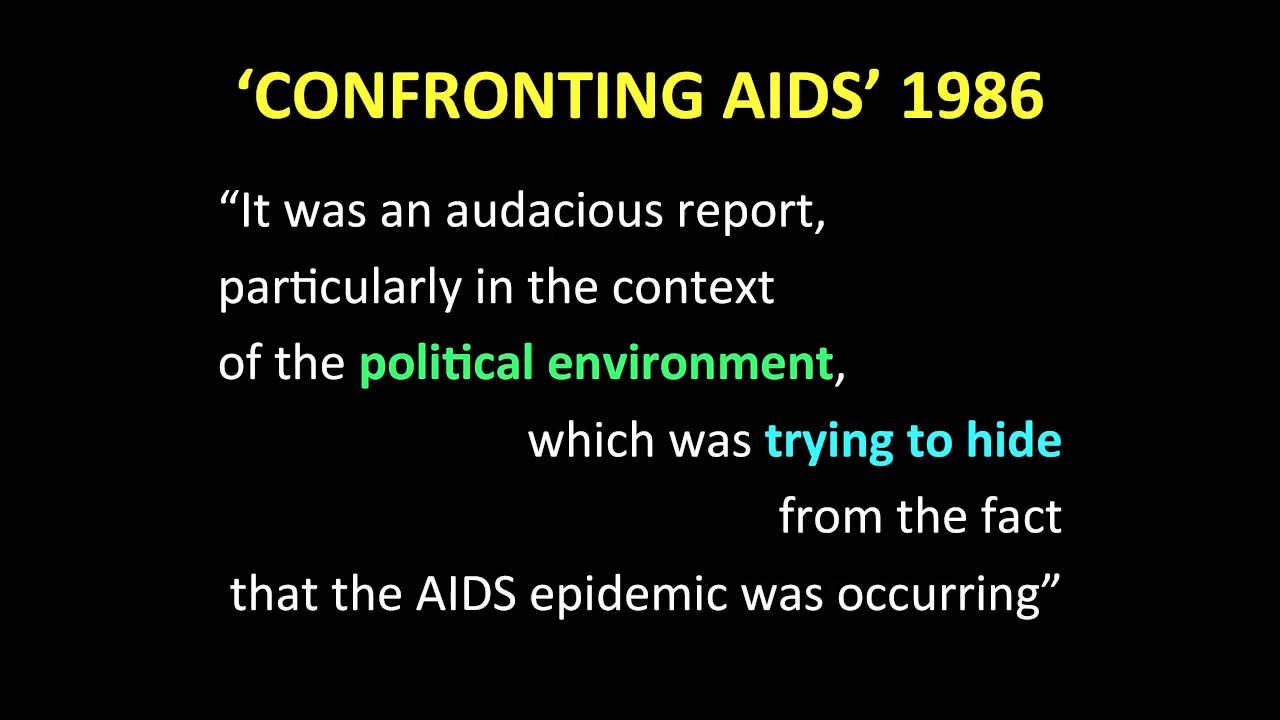 ‘CONFRONTING AIDS’ 1986
“It was an audacious report,
particularly in the context
of the political environment,
which was trying to hide
from the fact
that the AIDS epidemic was occurring”